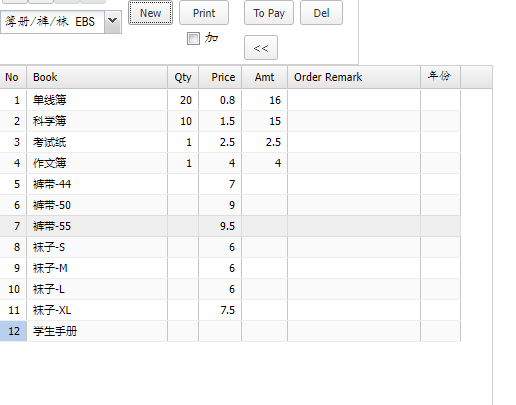 New Print To Pay Del
簿册/裤/袜 EBS
加 <<
No Book Qty Price Amt Order Remark 年份
1 单线簿 20 0.8 16
2 科学簿 10 1.5 15
3 考试纸 1 2.5 2.5
4 作文簿 1 4 4
5 裤带-44 7
6 裤带-50 9
7 裤带-55 9.5
8 袜子-S 6
9 袜子-M 6
10 袜子-L 6
11 袜子-XL 7.5
12 学生手册